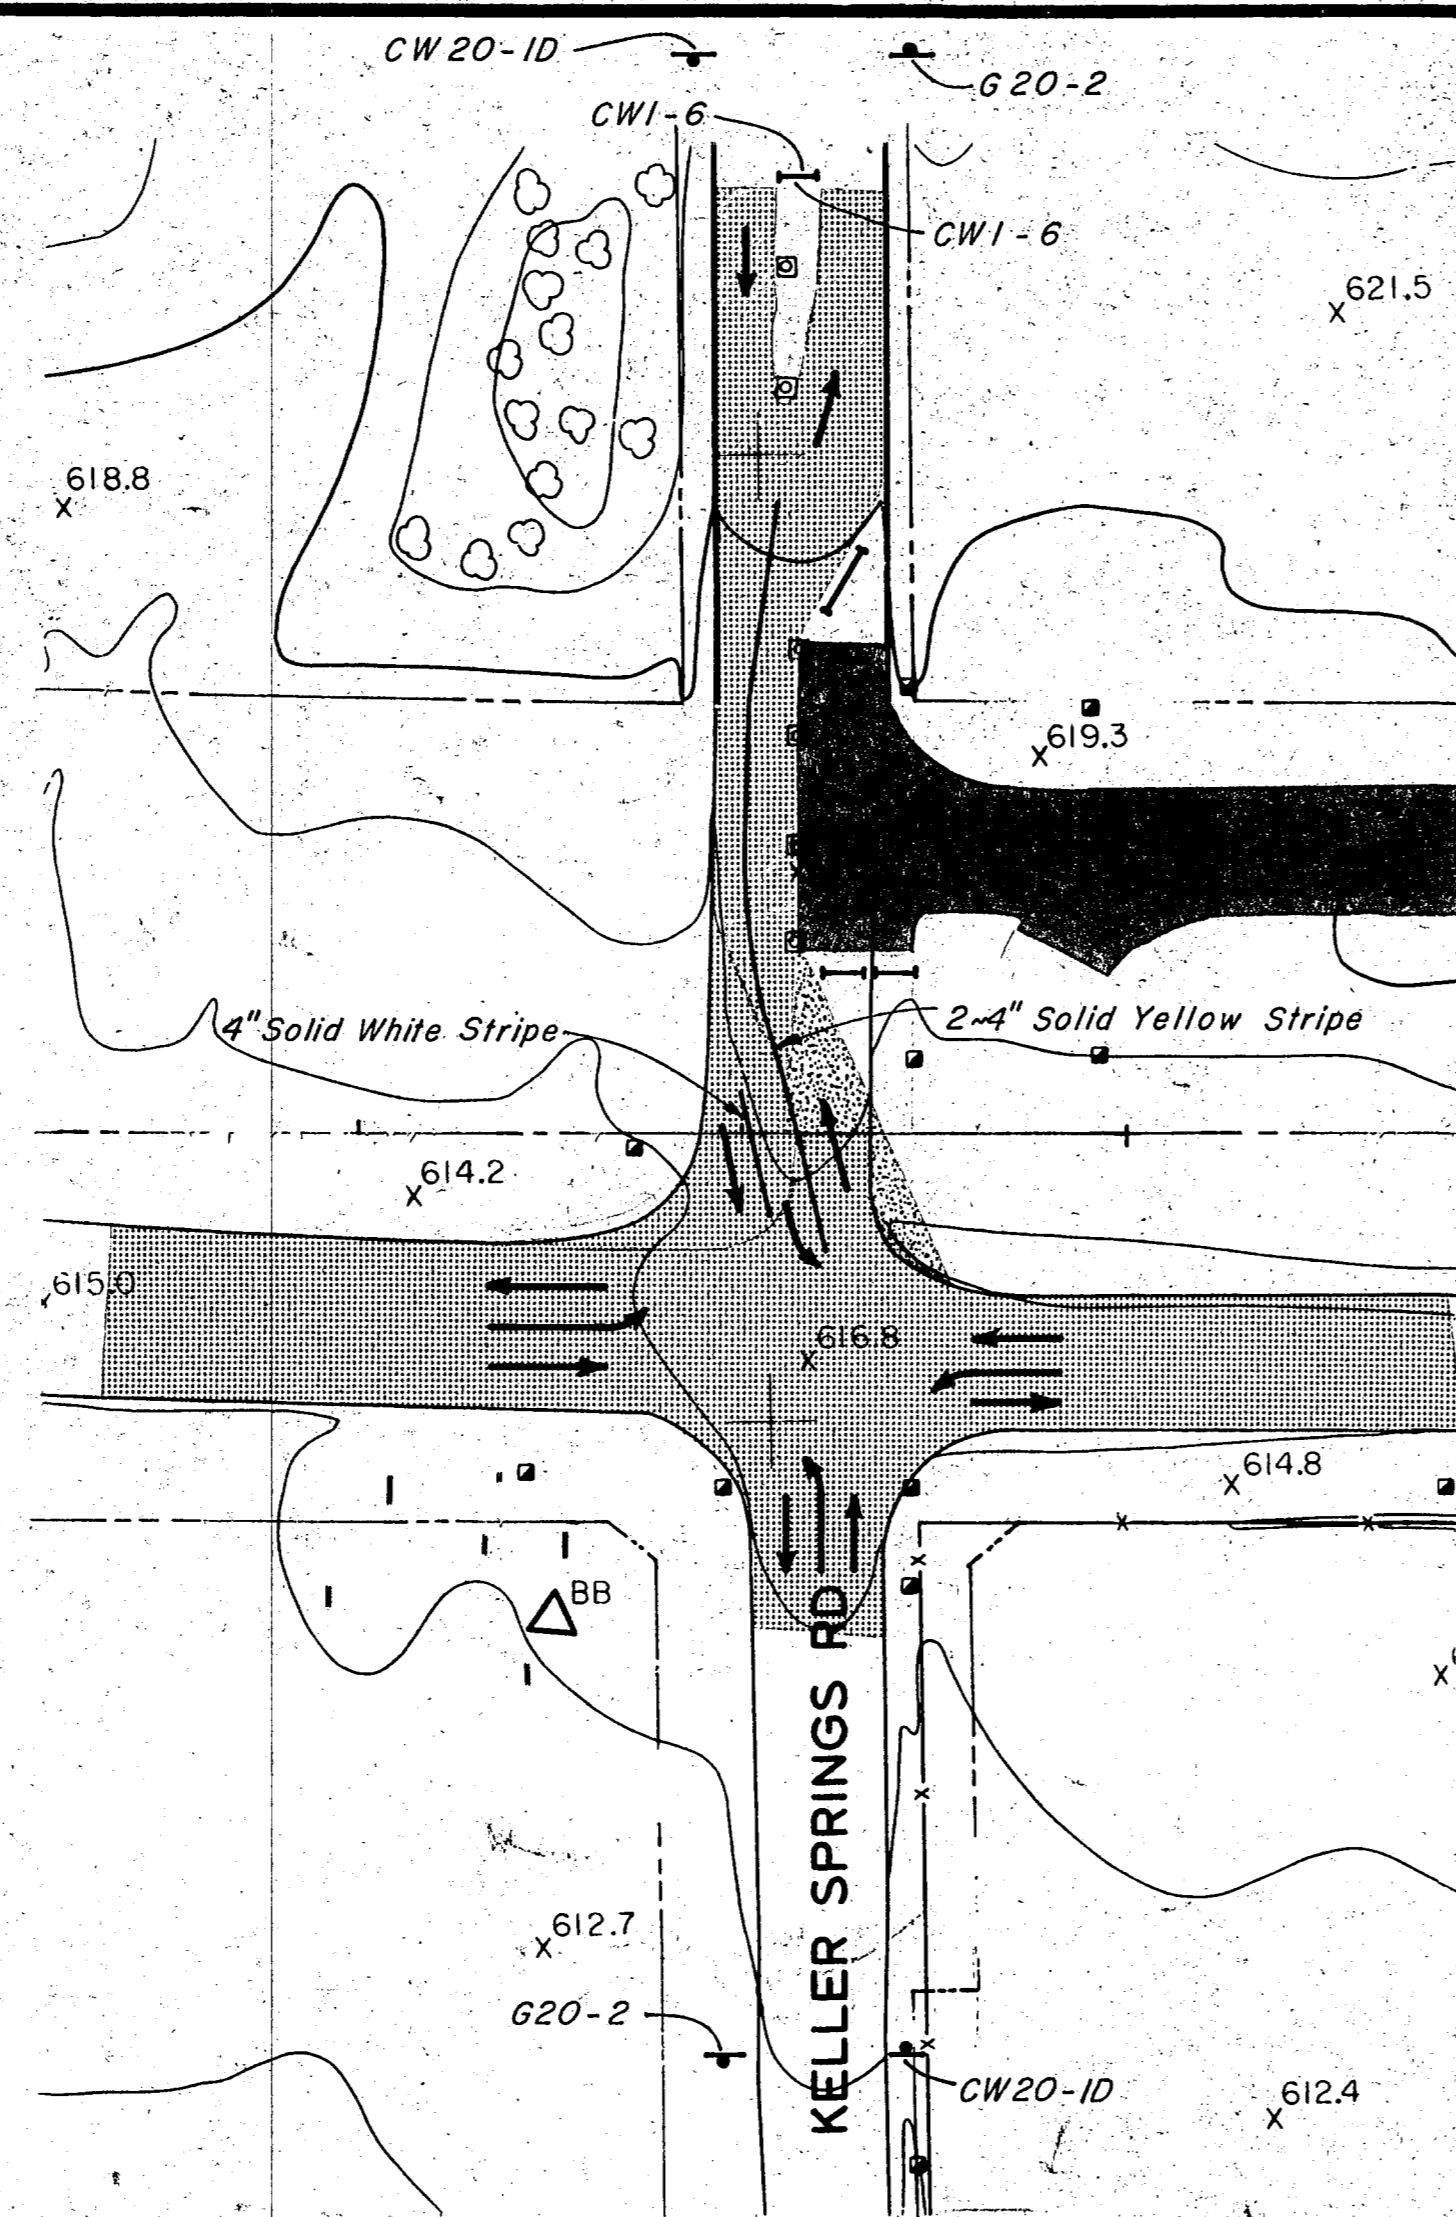 CW20-1D
G20-2
CW1-6
CW1-6
621.5
618.8
619.3
4" Solid White Stripe
2~4" Solid Yellow Stripe
614.2
615.0
616.8
614.8
BB
KELLER SPRINGS RD
612.7
G20-2
CW20-1D
612.4